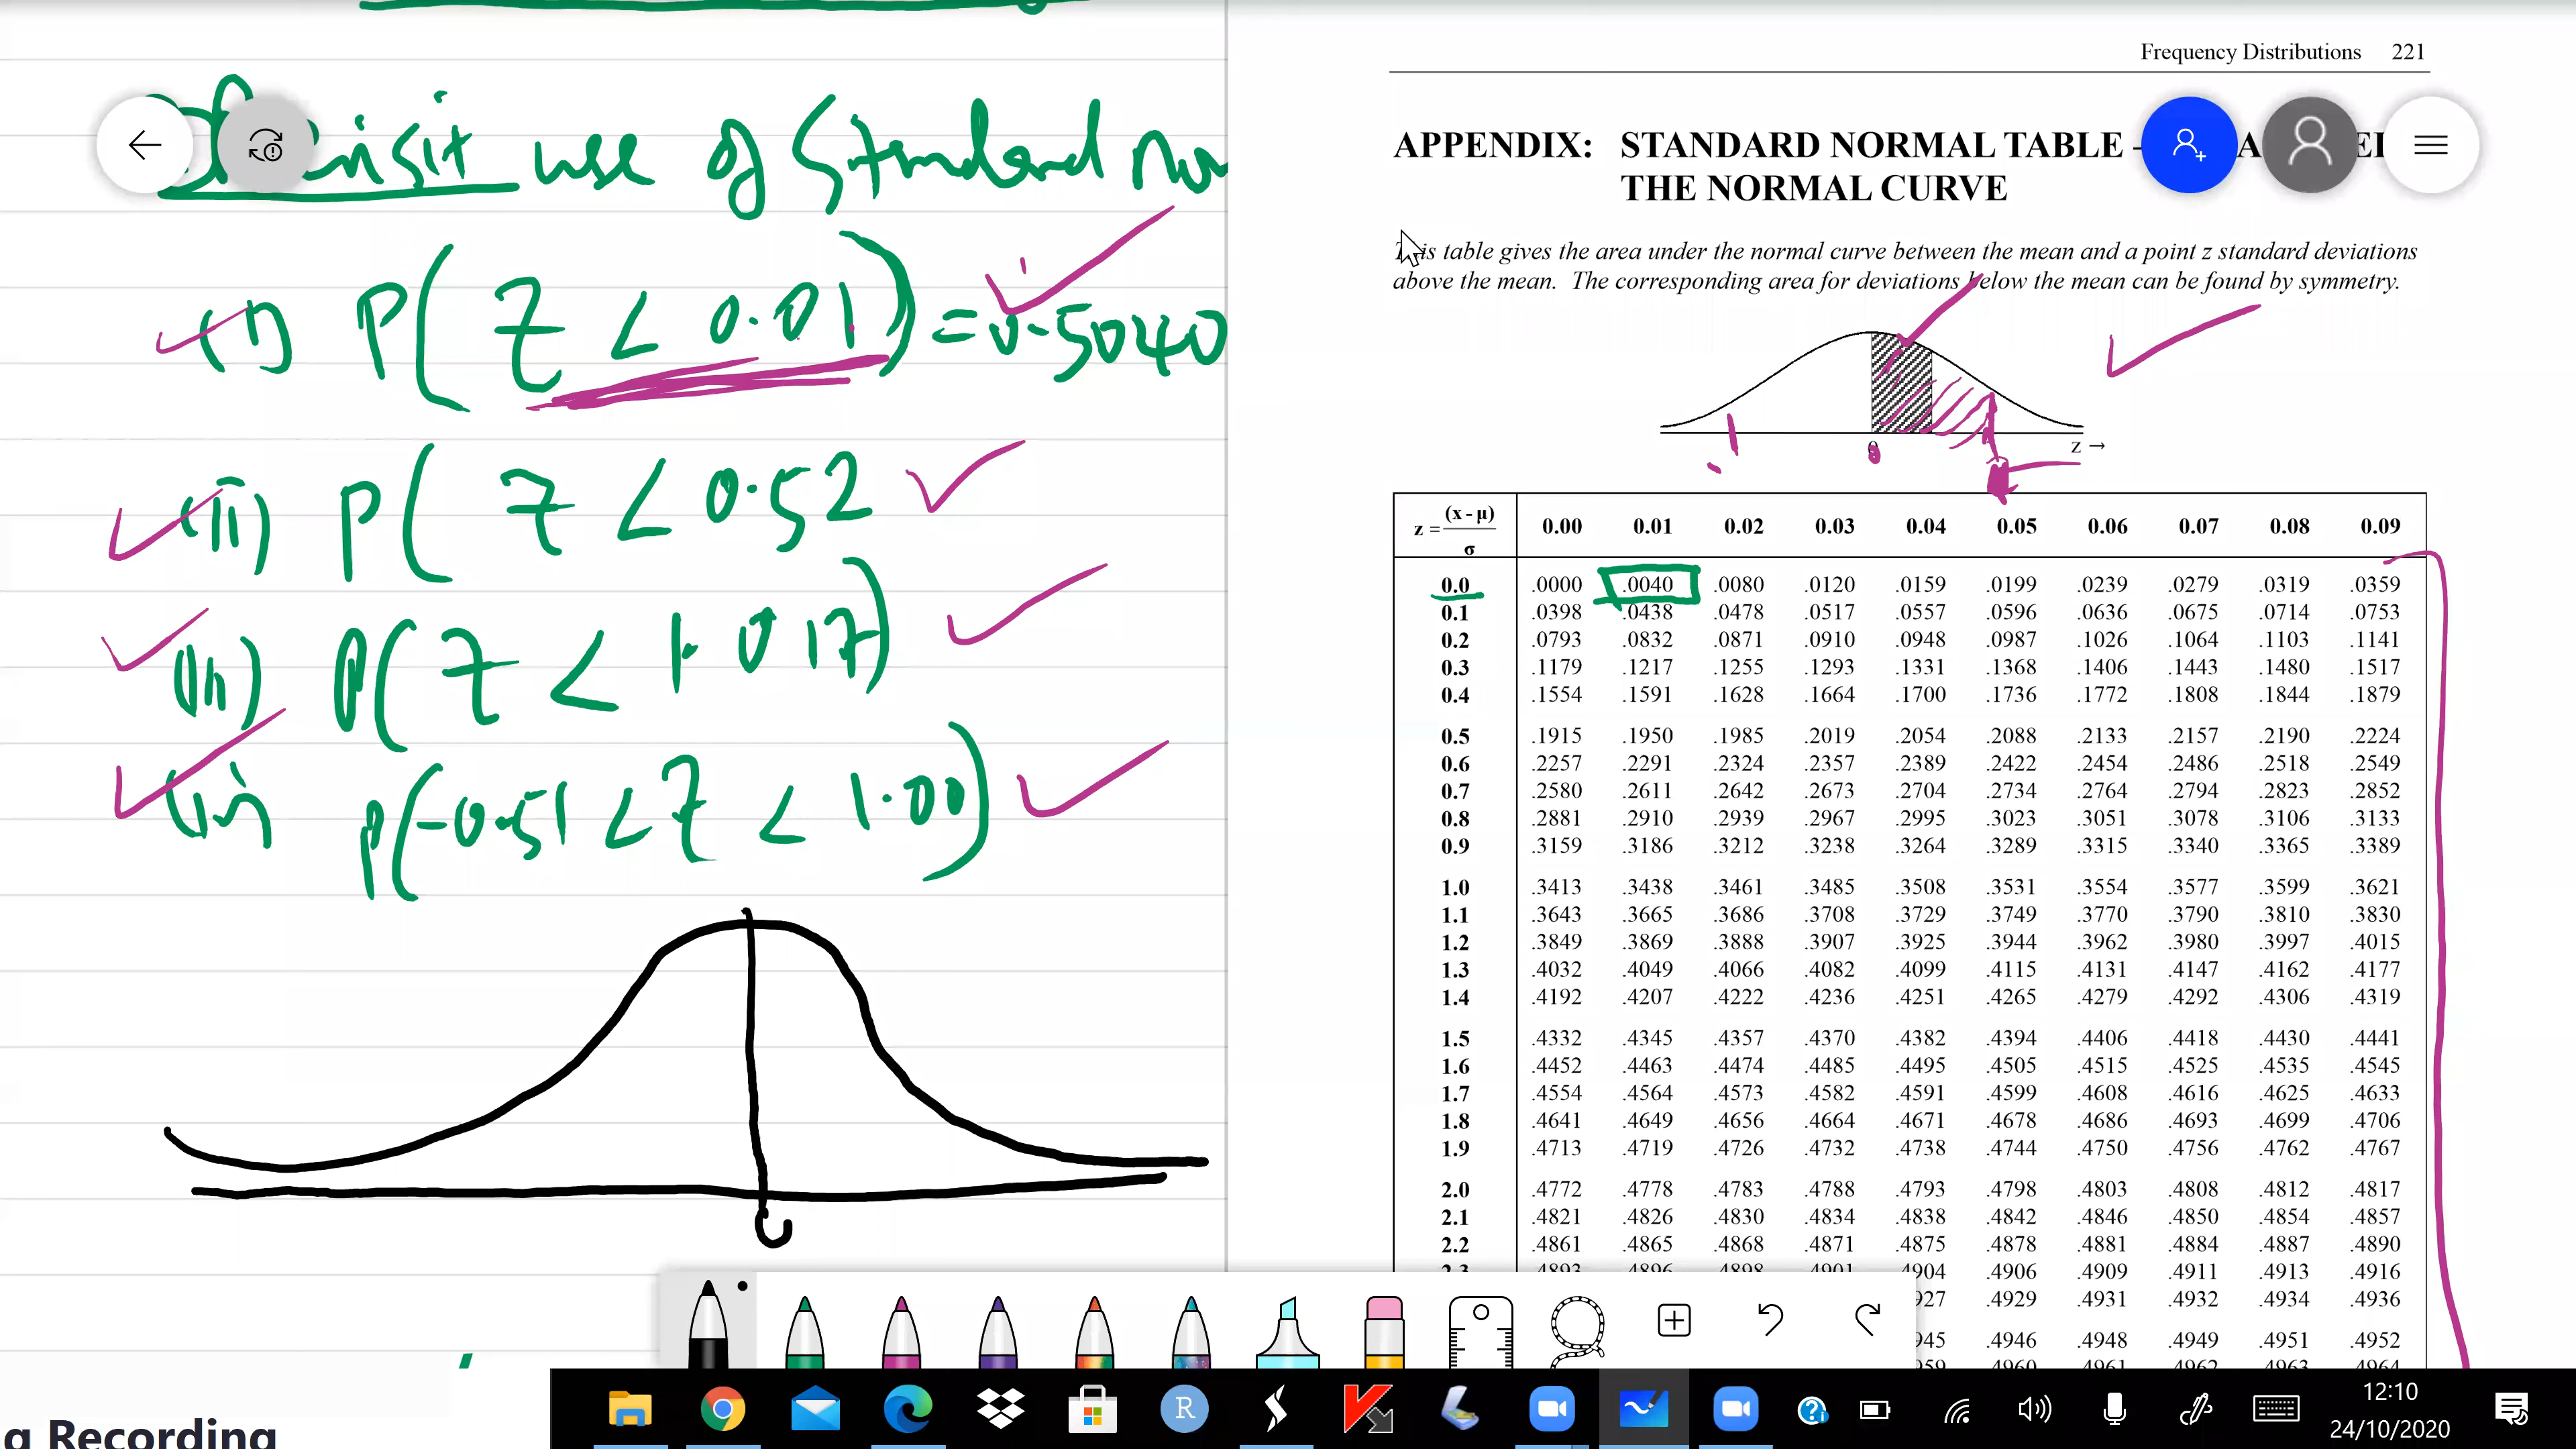 use of Standard Nor
(i) P( Z < 0.01) = 0.5040
(ii) P( Z < 0.52
(iii) P( Z < 1.017)
(iv) P(-0.51 < Z < 1.00)
Frequency Distributions 221
APPENDIX: STANDARD NORMAL TABLE -
THE NORMAL CURVE
This table gives the area under the normal curve between the mean and a point z standard deviations
above the mean. The corresponding area for deviations below the mean can be found by symmetry.
0 z →
z = (x - μ) / σ 0.00 0.01 0.02 0.03 0.04 0.05 0.06 0.07 0.08 0.09
0.0 .0000 .0040 .0080 .0120 .0159 .0199 .0239 .0279 .0319 .0359
0.1 .0398 .0438 .0478 .0517 .0557 .0596 .0636 .0675 .0714 .0753
0.2 .0793 .0832 .0871 .0910 .0948 .0987 .1026 .1064 .1103 .1141
0.3 .1179 .1217 .1255 .1293 .1331 .1368 .1406 .1443 .1480 .1517
0.4 .1554 .1591 .1628 .1664 .1700 .1736 .1772 .1808 .1844 .1879
0.5 .1915 .1950 .1985 .2019 .2054 .2088 .2133 .2157 .2190 .2224
0.6 .2257 .2291 .2324 .2357 .2389 .2422 .2454 .2486 .2518 .2549
0.7 .2580 .2611 .2642 .2673 .2704 .2734 .2764 .2794 .2823 .2852
0.8 .2881 .2910 .2939 .2967 .2995 .3023 .3051 .3078 .3106 .3133
0.9 .3159 .3186 .3212 .3238 .3264 .3289 .3315 .3340 .3365 .3389
1.0 .3413 .3438 .3461 .3485 .3508 .3531 .3554 .3577 .3599 .3621
1.1 .3643 .3665 .3686 .3708 .3729 .3749 .3770 .3790 .3810 .3830
1.2 .3849 .3869 .3888 .3907 .3925 .3944 .3962 .3980 .3997 .4015
1.3 .4032 .4049 .4066 .4082 .4099 .4115 .4131 .4147 .4162 .4177
1.4 .4192 .4207 .4222 .4236 .4251 .4265 .4279 .4292 .4306 .4319
1.5 .4332 .4345 .4357 .4370 .4382 .4394 .4406 .4418 .4430 .4441
1.6 .4452 .4463 .4474 .4485 .4495 .4505 .4515 .4525 .4535 .4545
1.7 .4554 .4564 .4573 .4582 .4591 .4599 .4608 .4616 .4625 .4633
1.8 .4641 .4649 .4656 .4664 .4671 .4678 .4686 .4693 .4699 .4706
1.9 .4713 .4719 .4726 .4732 .4738 .4744 .4750 .4756 .4762 .4767
2.0 .4772 .4778 .4783 .4788 .4793 .4798 .4803 .4808 .4812 .4817
2.1 .4821 .4826 .4830 .4834 .4838 .4842 .4846 .4850 .4854 .4857
2.2 .4861 .4865 .4868 .4871 .4875 .4878 .4881 .4884 .4887 .4890
2.3 .4893 .4896 .4898 .4901 .4904 .4906 .4909 .4911 .4913 .4916
927 .4929 .4931 .4932 .4934 .4936
945 .4946 .4948 .4949 .4951 .4952
959 .4960 .4961 .4962 .4963 .4964
g Recording
12:10
24/10/2020